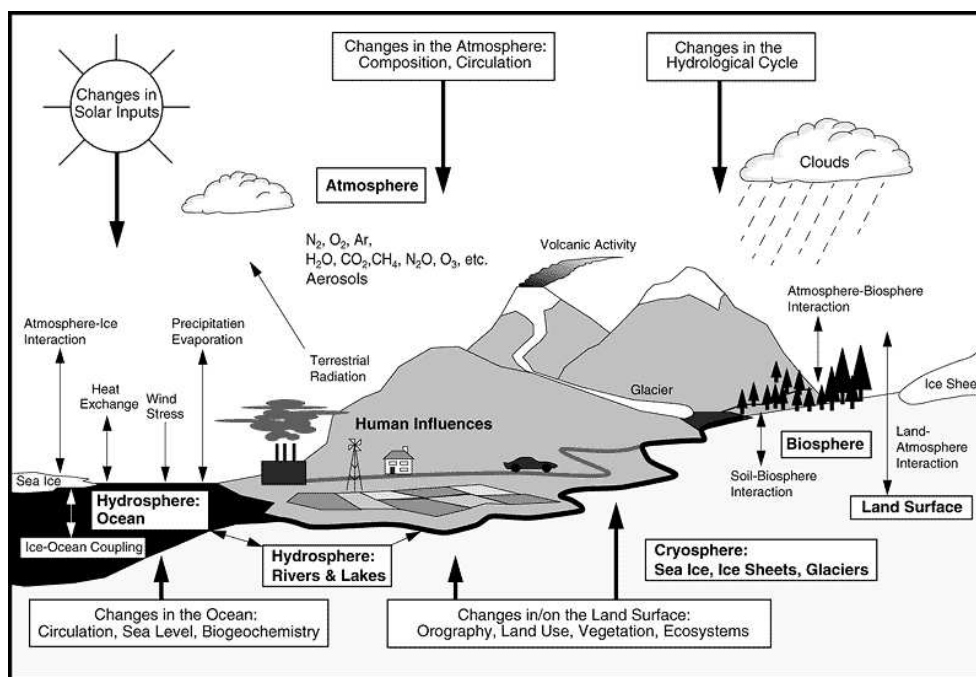 Changes in the Atmosphere:
Composition, Circulation
Changes in the
Hydrological Cycle
Changes in
Solar Inputs
Clouds
Atmosphere
N₂, O₂, Ar,
H₂O, CO₂,CH₄, N₂O, O₃, etc.
Aerosols
Volcanic Activity
Atmosphere-Biosphere
Interaction
Atmosphere-Ice
Interaction
Precipitation
Evaporation
Terrestrial
Radiation
Heat
Exchange
Wind
Stress
Glacier
Ice Sheet
Human Influences
Biosphere
Land-
Atmosphere
Interaction
Soil-Biosphere
Interaction
Sea Ice
Hydrosphere:
Ocean
Land Surface
Ice-Ocean Coupling
Hydrosphere:
Rivers & Lakes
Cryosphere:
Sea Ice, Ice Sheets, Glaciers
Changes in the Ocean:
Circulation, Sea Level, Biogeochemistry
Changes in/on the Land Surface:
Orography, Land Use, Vegetation, Ecosystems